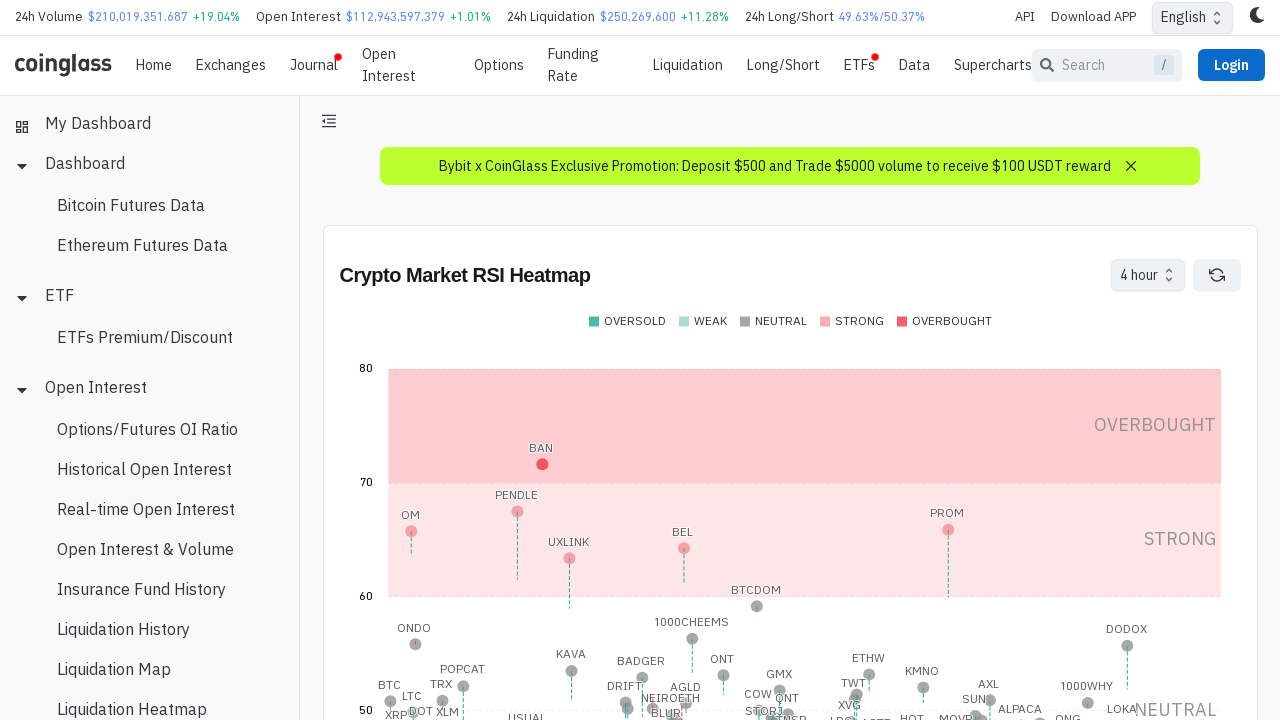 24h Volume $210,019,351,687 +19.04% Open Interest $112,943,597,379 +1.01% 24h Liquidation $250,269,600 +11.28% 24h Long/Short 49.63%/50.37% API Download APP English
coinglass Home Exchanges Journal Open Interest Options Funding Rate Liquidation Long/Short ETFs Data Supercharts Search / Login
My Dashboard
Dashboard
Bitcoin Futures Data
Ethereum Futures Data
ETF
ETFs Premium/Discount
Open Interest
Options/Futures OI Ratio
Historical Open Interest
Real-time Open Interest
Open Interest & Volume
Insurance Fund History
Liquidation History
Liquidation Map
Liquidation Heatmap
Bybit x CoinGlass Exclusive Promotion: Deposit $500 and Trade $5000 volume to receive $100 USDT reward
Crypto Market RSI Heatmap 4 hour
OVERSOLD WEAK NEUTRAL STRONG OVERBOUGHT
80
OVERBOUGHT
BAN
70
PENDLE
OM PROM
BEL STRONG
UXLINK
BTCDOM
60
1000CHEEMS
ONDO DODOX
KAVA ONT ETHW
BADGER
POPCAT GMX KMNO
BTC TRX DRIFT AGLD TWT AXL 1000WHY
LTC NEIROETH COW QNT SUN
XVG
50 XRP DOT XLM BLUR STORJ ALPACA LOKA NEUTRAL
USUAL HOT MOVR ONG